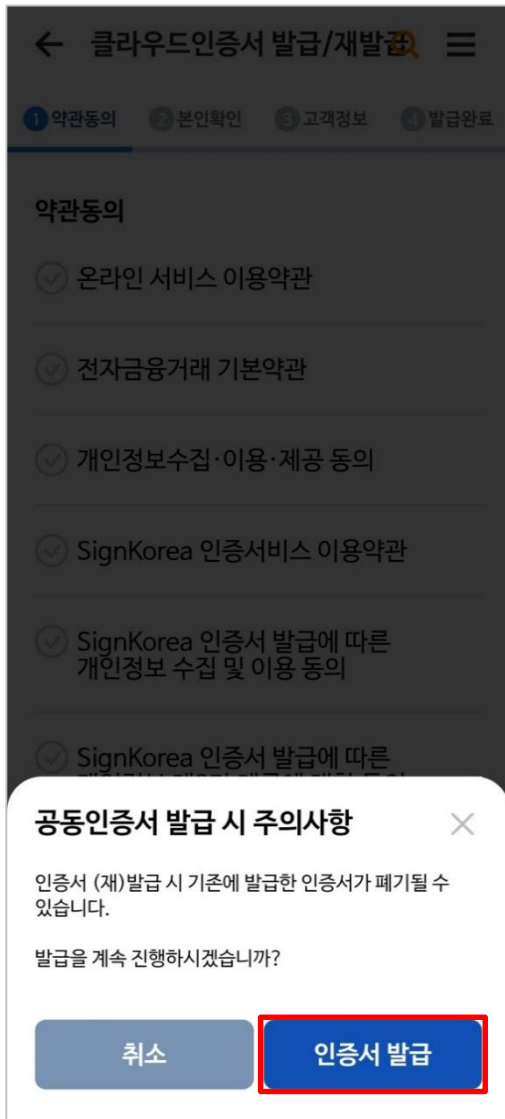 클라우드인증서 발급/재발급
1 약관동의 2 본인확인 3 고객정보 4 발급완료
약관동의
온라인 서비스 이용약관
전자금융거래 기본약관
개인정보수집·이용·제공 동의
SignKorea 인증서비스 이용약관
SignKorea 인증서 발급에 따른
개인정보 수집 및 이용 동의
SignKorea 인증서 발급에 따른
공동인증서 발급 시 주의사항
인증서 (재)발급 시 기존에 발급한 인증서가 폐기될 수
있습니다.
발급을 계속 진행하시겠습니까?
취소 인증서 발급